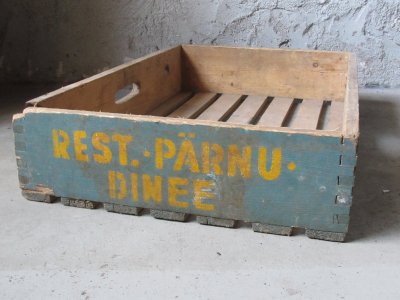 REST. · PÄRNU ·
DINEE